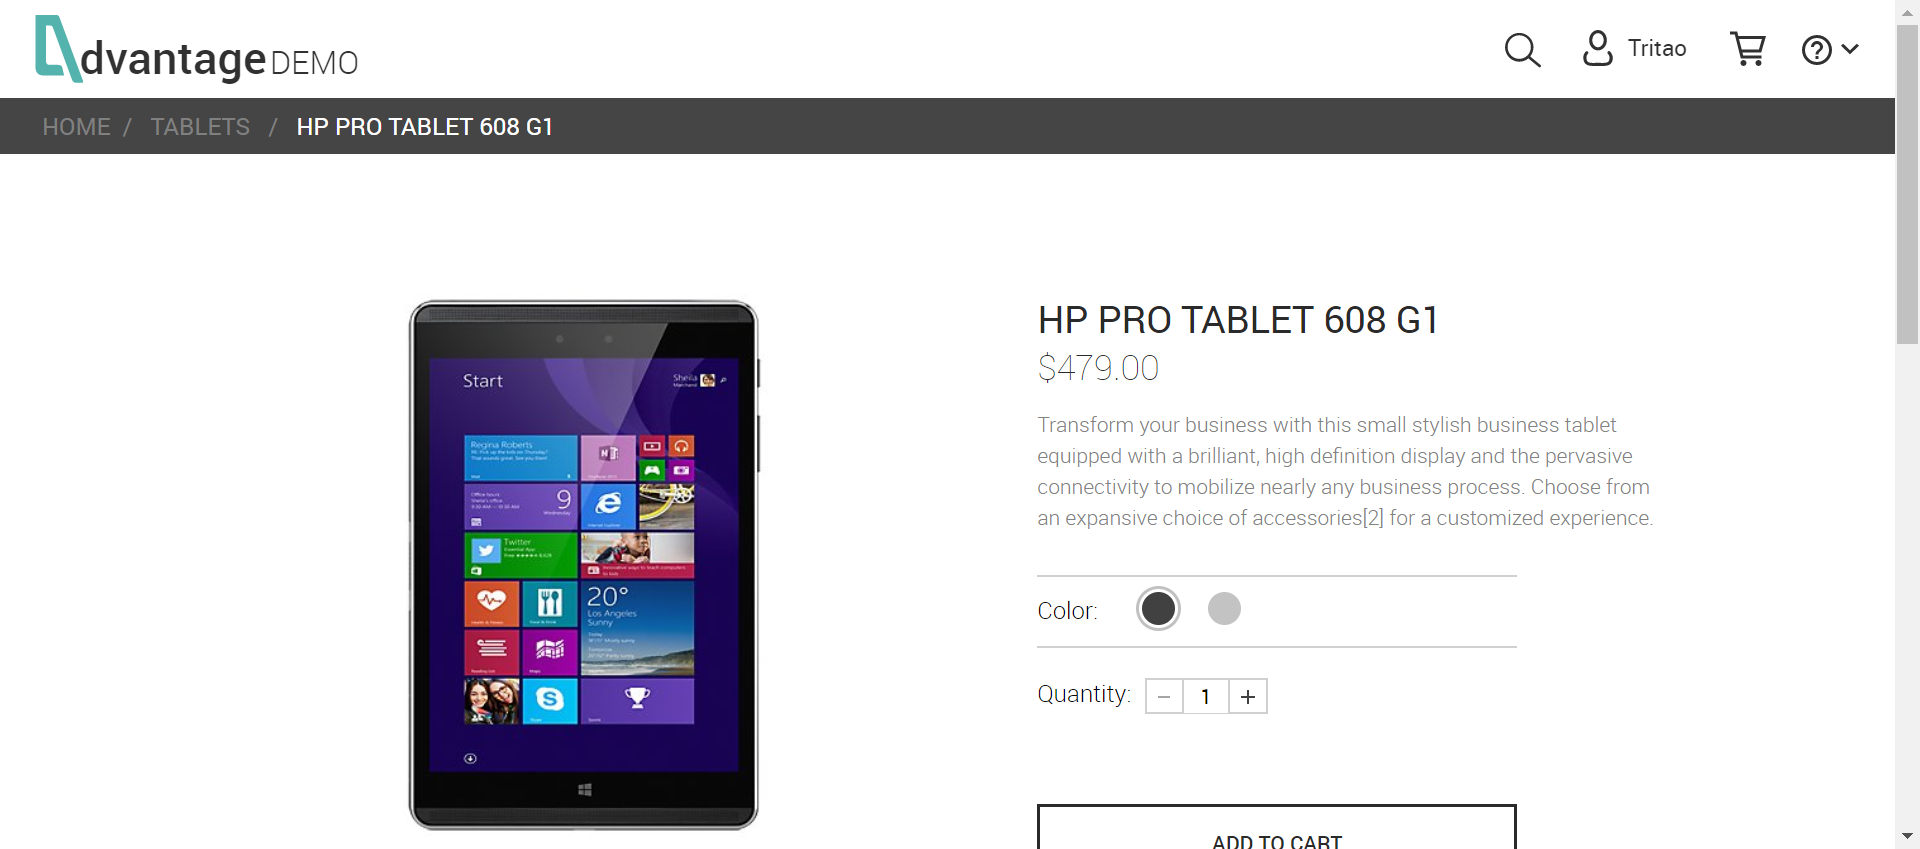 dvantage DEMO
Tritao
HOME / TABLETS / HP PRO TABLET 608 G1
Start
Sheila
Regina Roberts
9
Wednesday
Twitter
20°
Los Angeles
Sunny
Today
Tomorrow
HP PRO TABLET 608 G1
$479.00
Transform your business with this small stylish business tablet
equipped with a brilliant, high definition display and the pervasive
connectivity to mobilize nearly any business process. Choose from
an expansive choice of accessories[2] for a customized experience.
Color:
Quantity: − 1 +
ADD TO CART